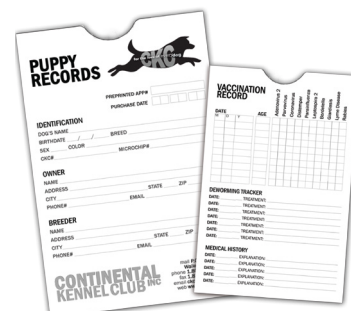 PUPPY
RECORDS
CKC
PREPRINTED APP#
PURCHASE DATE
IDENTIFICATION
DOG'S NAME
BIRTHDATE / / BREED
SEX COLOR
CKC# MICROCHIP#
OWNER
NAME
ADDRESS
CITY STATE ZIP
PHONE# EMAIL
BREEDER
NAME
ADDRESS
CITY STATE ZIP
PHONE# EMAIL
CONTINENTAL
KENNEL CLUB INC
VACCINATION
RECORD
DATE
M D Y AGE
Adenovirus 2
Parvovirus
Coronavirus
Distemper
Parainfluenza
Leptospira 2
Bordetella
Giardiasis
Lyme Disease
Rabies
DEWORMING TRACKER
DATE: TREATMENT:
DATE: TREATMENT:
DATE: TREATMENT:
DATE: TREATMENT:
DATE: TREATMENT:
DATE: TREATMENT:
DATE: TREATMENT:
MEDICAL HISTORY
DATE: EXPLANATION:
DATE: EXPLANATION:
DATE: EXPLANATION:
DATE: EXPLANATION:
DATE: EXPLANATION: